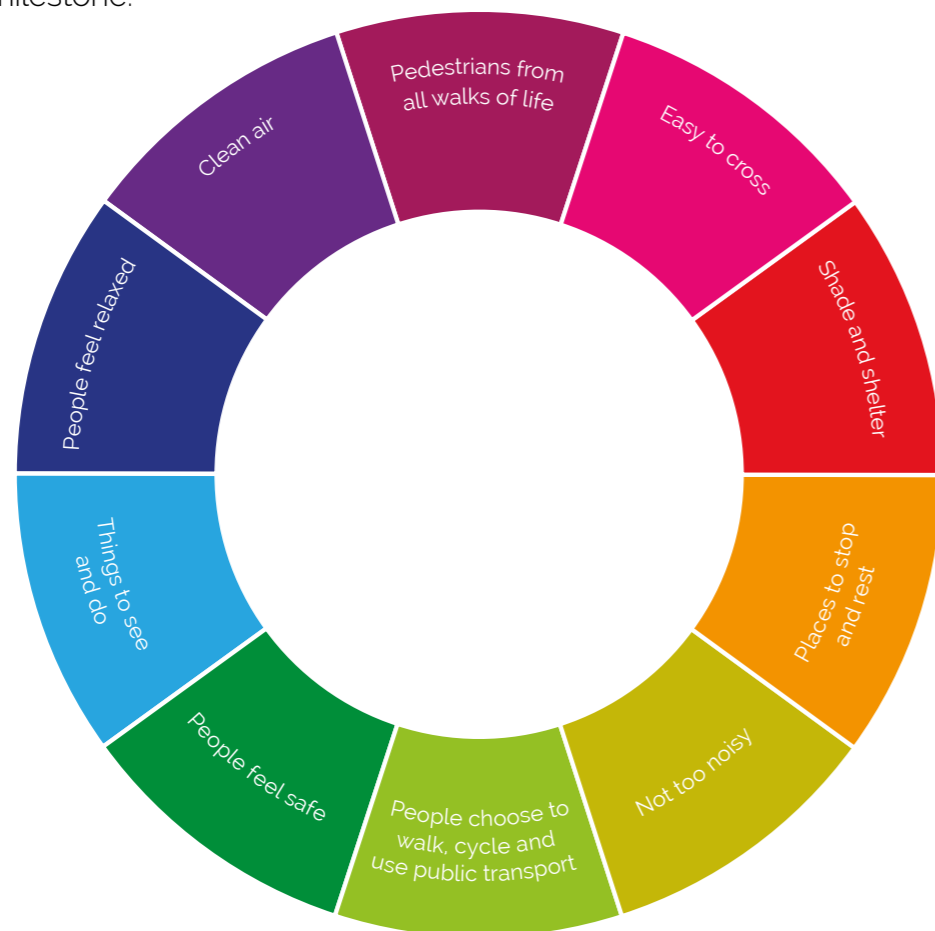 milestone.
Pedestrians from
all walks of life
Easy to cross
Shade and shelter
Places to stop
and rest
Not too noisy
People choose to
walk, cycle and
use public transport
People feel safe
Things to see
and do
People feel relaxed
Clean air